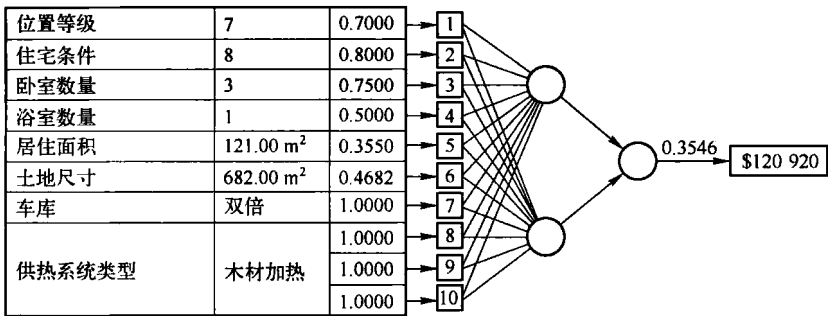 位置等级 7 0.7000 1
住宅条件 8 0.8000 2
卧室数量 3 0.7500 3
浴室数量 1 0.5000 4
居住面积 121.00 m² 0.3550 5
土地尺寸 682.00 m² 0.4682 6
车库 双倍 1.0000 7
供热系统类型 木材加热 1.0000 8
1.0000 9
1.0000 10
0.3546 $120 920